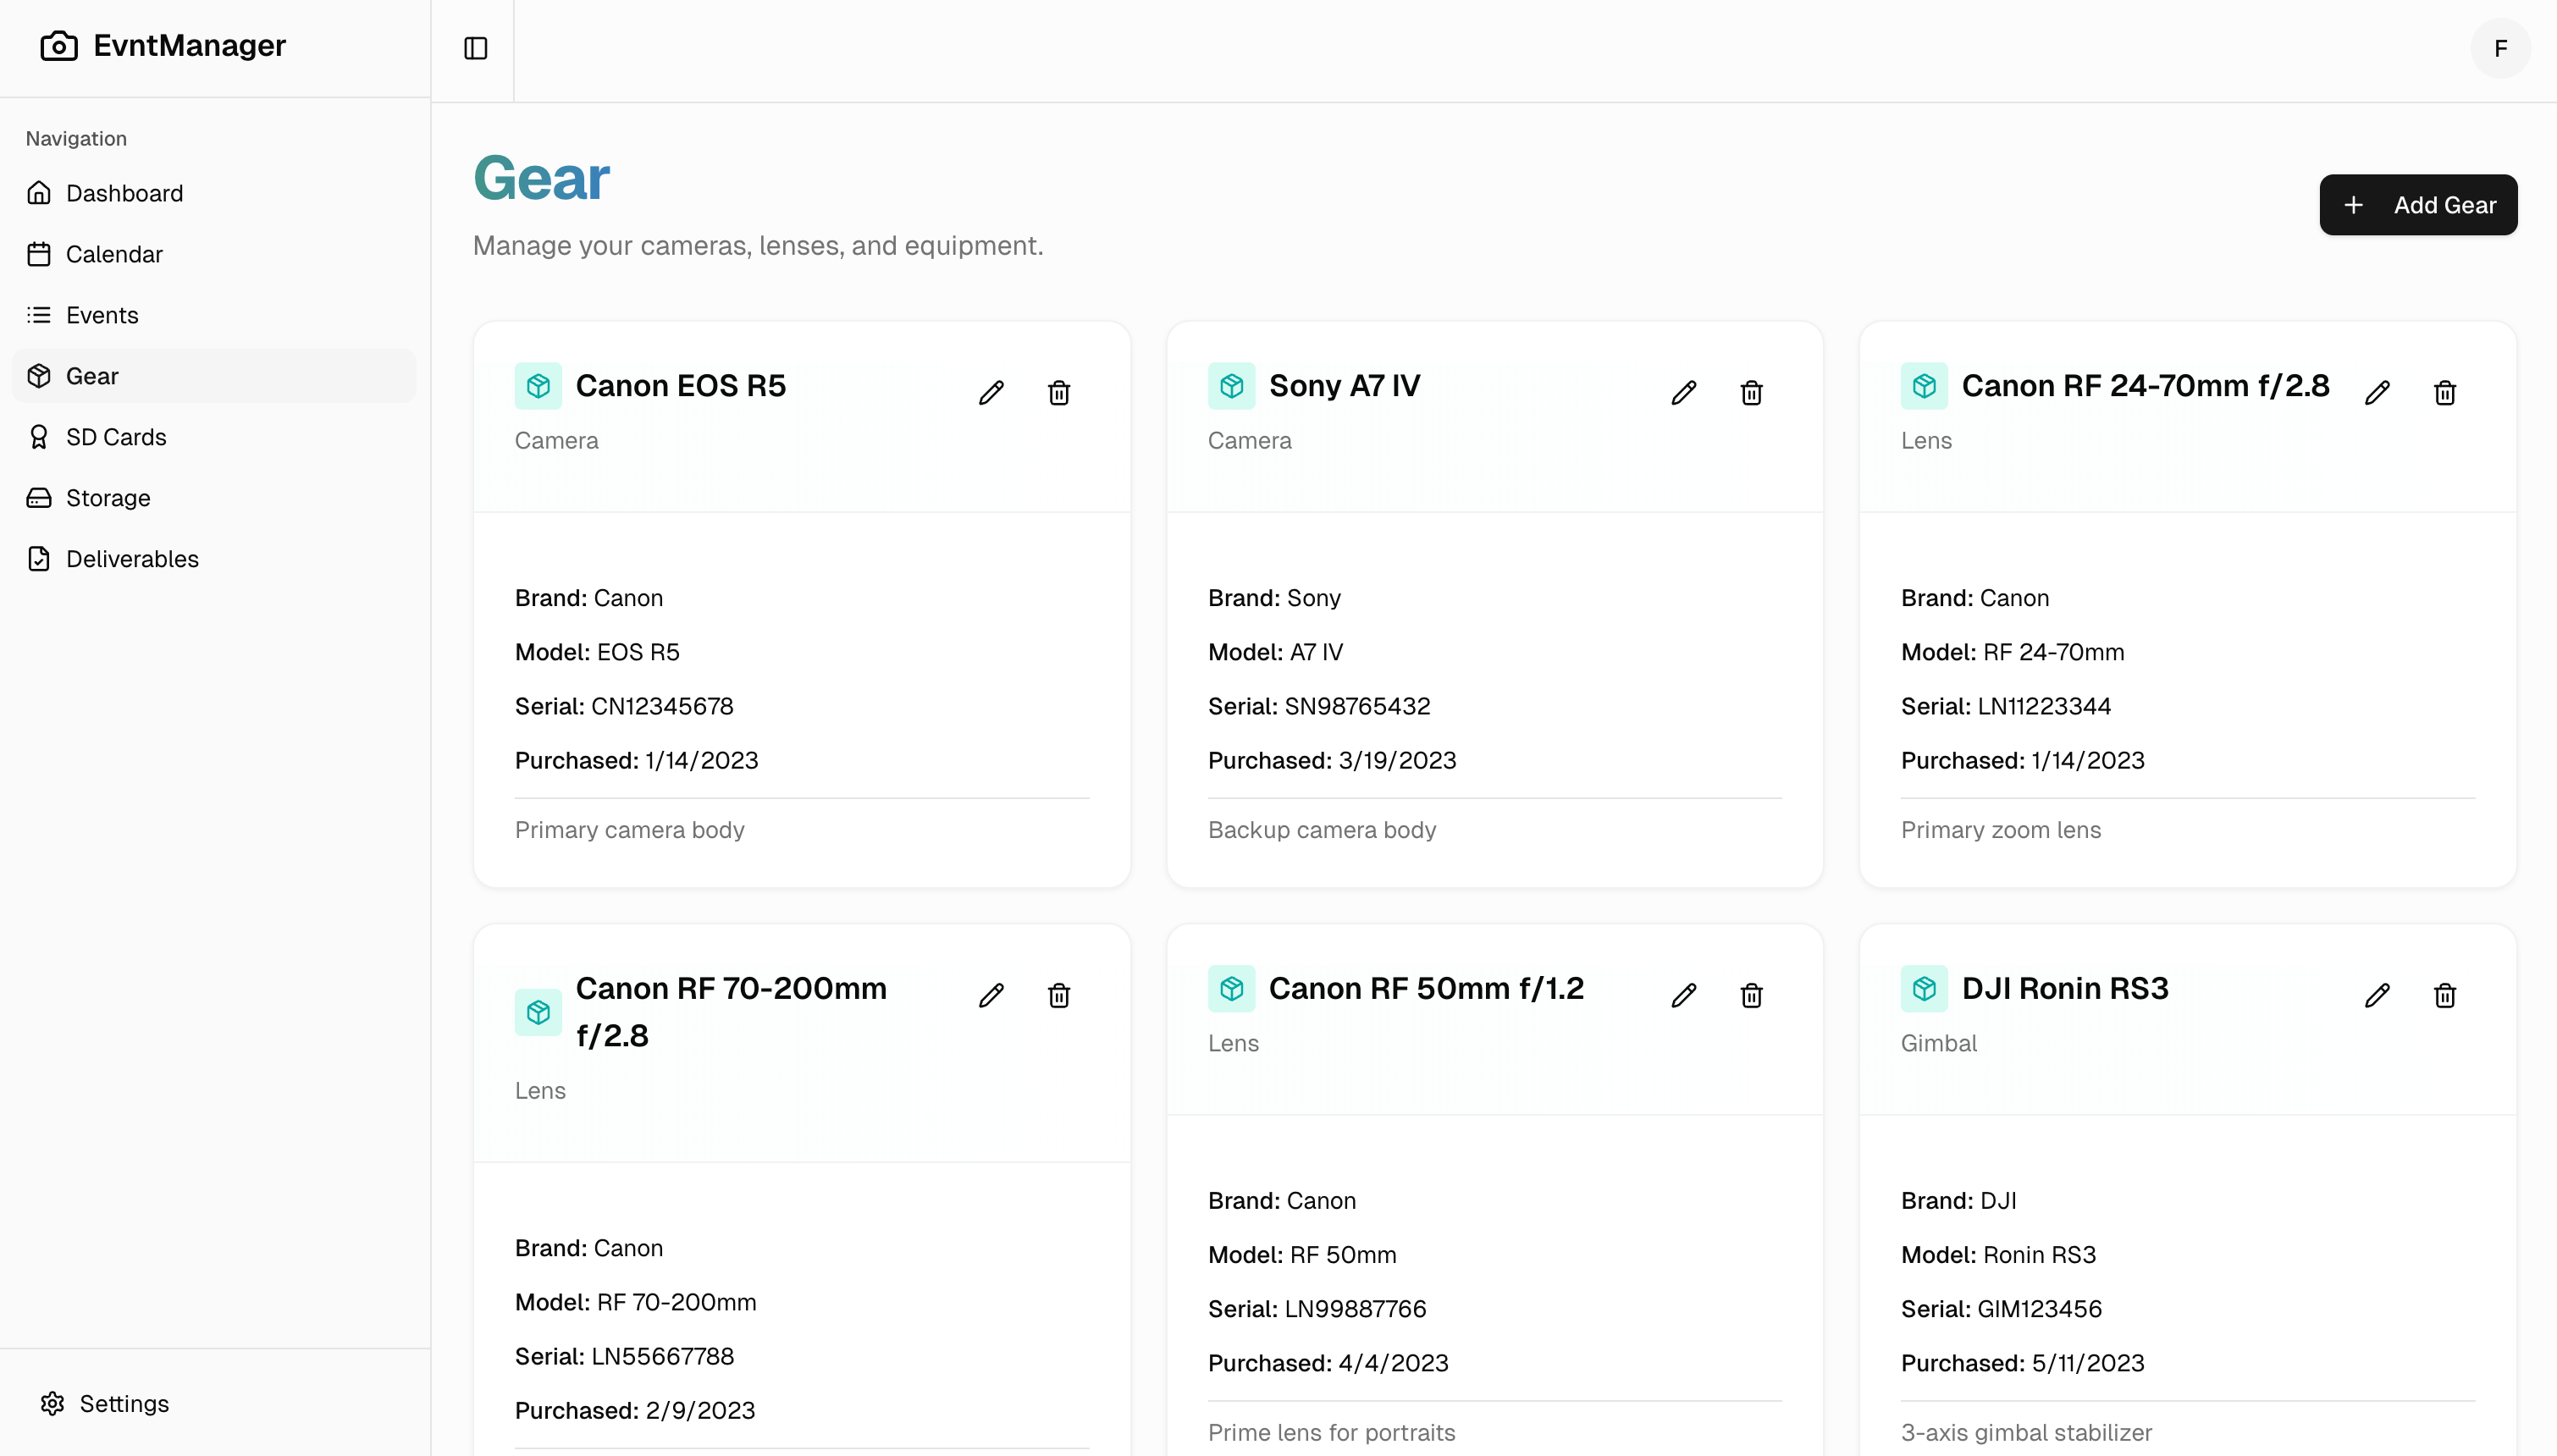 EvntManager
F
Navigation
Dashboard
Calendar
Events
Gear
SD Cards
Storage
Deliverables
Settings
Gear
Manage your cameras, lenses, and equipment.
Add Gear
Canon EOS R5
Camera
Brand: Canon
Model: EOS R5
Serial: CN12345678
Purchased: 1/14/2023
Primary camera body
Sony A7 IV
Camera
Brand: Sony
Model: A7 IV
Serial: SN98765432
Purchased: 3/19/2023
Backup camera body
Canon RF 24-70mm f/2.8
Lens
Brand: Canon
Model: RF 24-70mm
Serial: LN11223344
Purchased: 1/14/2023
Primary zoom lens
Canon RF 70-200mm
f/2.8
Lens
Brand: Canon
Model: RF 70-200mm
Serial: LN55667788
Purchased: 2/9/2023
Canon RF 50mm f/1.2
Lens
Brand: Canon
Model: RF 50mm
Serial: LN99887766
Purchased: 4/4/2023
Prime lens for portraits
DJI Ronin RS3
Gimbal
Brand: DJI
Model: Ronin RS3
Serial: GIM123456
Purchased: 5/11/2023
3-axis gimbal stabilizer